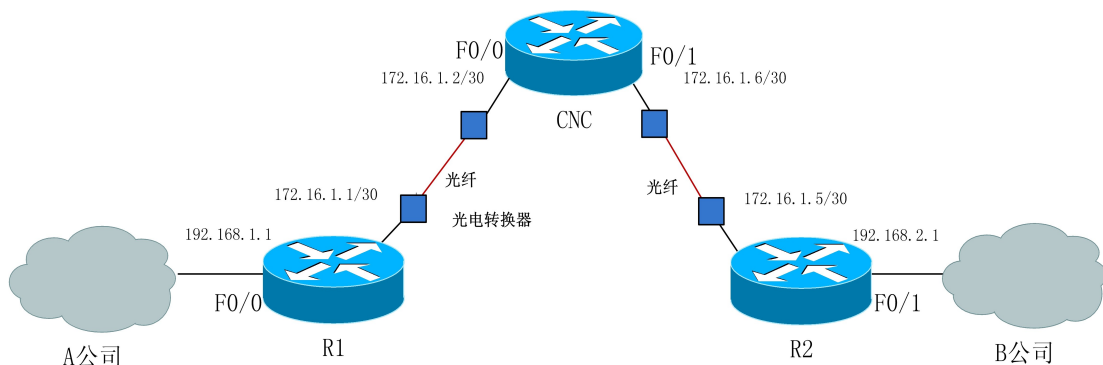 F0/0
F0/1
172.16.1.2/30
172.16.1.6/30
CNC
光纤
光纤
172.16.1.1/30
172.16.1.5/30
光电转换器
192.168.1.1
192.168.2.1
F0/0
F0/1
R1
R2
A公司
B公司